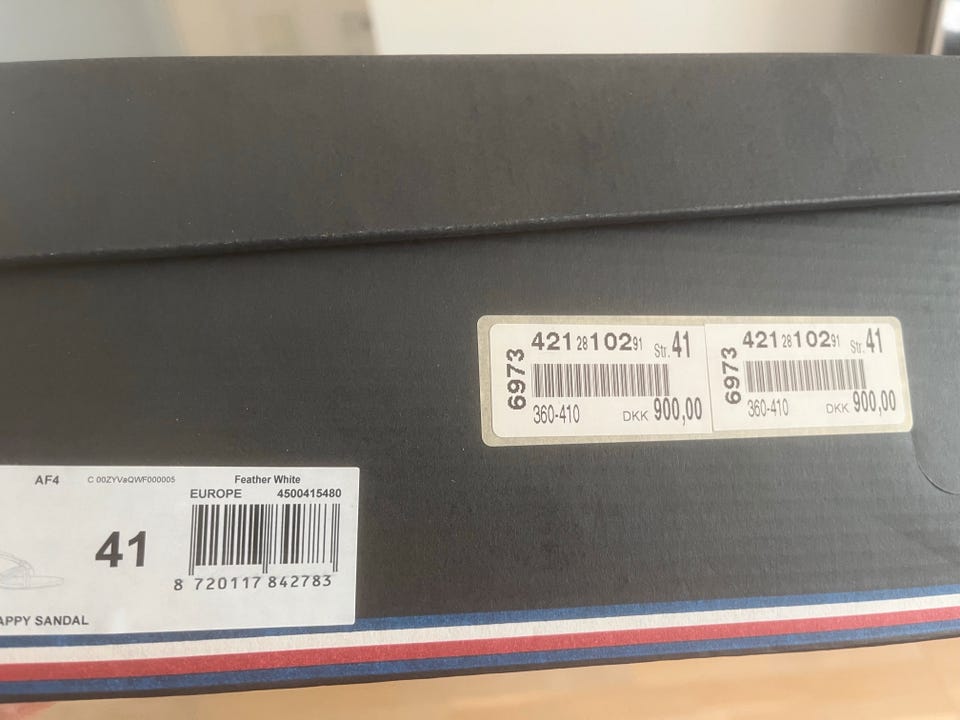 421 28 102 91 Str. 41
6973
360-410 DKK 900,00
421 28 102 91 Str. 41
6973
360-410 DKK 900,00
AF4 C 00ZYVaQWF000005 Feather White
EUROPE 4500415480
41
8 720117 842783
SANDAL